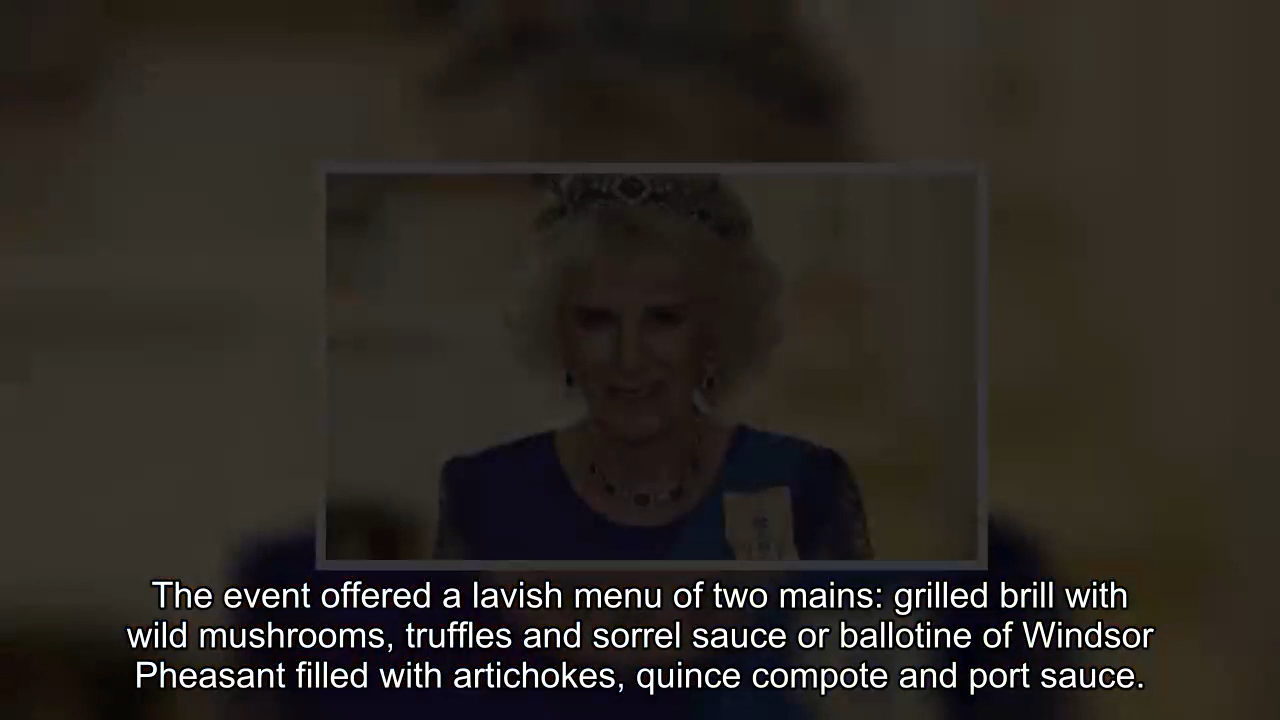 The event offered a lavish menu of two mains: grilled brill with
wild mushrooms, truffles and sorrel sauce or ballotine of Windsor
Pheasant filled with artichokes, quince compote and port sauce.